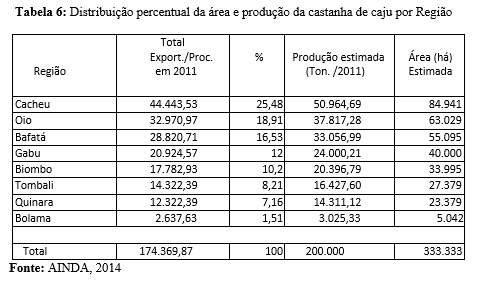 Tabela 6: Distribuição percentual da área e produção da castanha de caju por Região
Região Total Export./Proc. em 2011 % Produção estimada (Ton. /2011) Área (há) Estimada
Cacheu 44.443,53 25,48 50.964,69 84.941
Oio 32.970,97 18,91 37.817,28 63.029
Bafatá 28.820,71 16,53 33.056,99 55.095
Gabu 20.924,57 12 24.000,21 40.000
Biombo 17.782,93 10,2 20.396,79 33.995
Tombali 14.322,39 8,21 16.427,60 27.379
Quinara 12.322,39 7,16 14.311,12 23.379
Bolama 2.637,63 1,51 3.025,33 5.042
Total 174.369,87 100 200.000 333.333
Fonte: AINDA, 2014